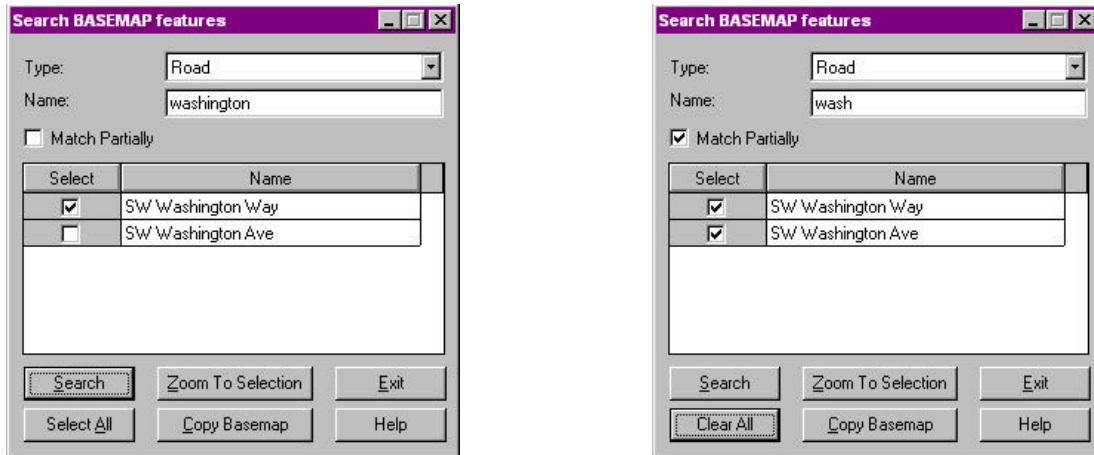 Search BASEMAP features
Type: Road
Name: washington
Match Partially
Select Name
SW Washington Way
SW Washington Ave
Search Zoom To Selection Exit
Select All Copy Basemap Help
Search BASEMAP features
Type: Road
Name: wash
Match Partially
Select Name
SW Washington Way
SW Washington Ave
Search Zoom To Selection Exit
Clear All Copy Basemap Help